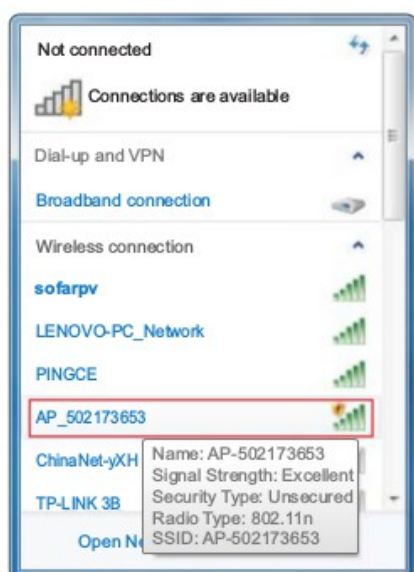 Not connected
Connections are available
Dial-up and VPN
Broadband connection
Wireless connection
sofarpv
LENOVO-PC_Network
PINGCE
AP_502173653
ChinaNet-yXH
Name: AP-502173653
Signal Strength: Excellent
Security Type: Unsecured
Radio Type: 802.11n
SSID: AP-502173653
TP-LINK 3B
Open